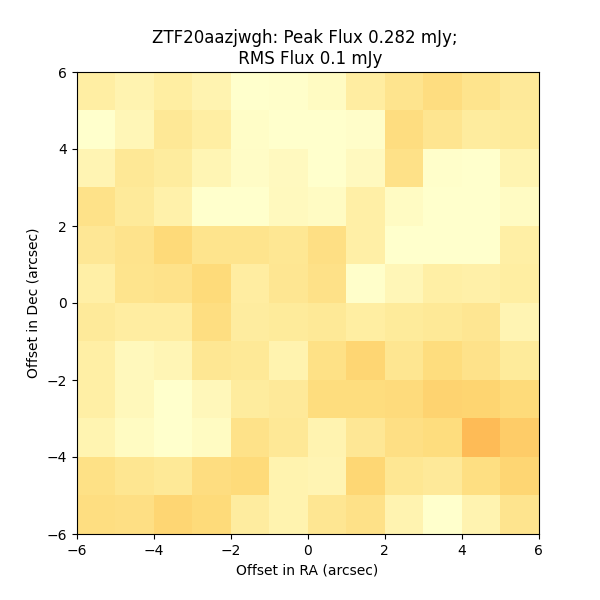 ZTF20aazjwgh: Peak Flux 0.282 mJy;
RMS Flux 0.1 mJy
6
4
2
0
−2
−4
−6
Offset in Dec (arcsec)
−6 −4 −2 0 2 4 6
Offset in RA (arcsec)